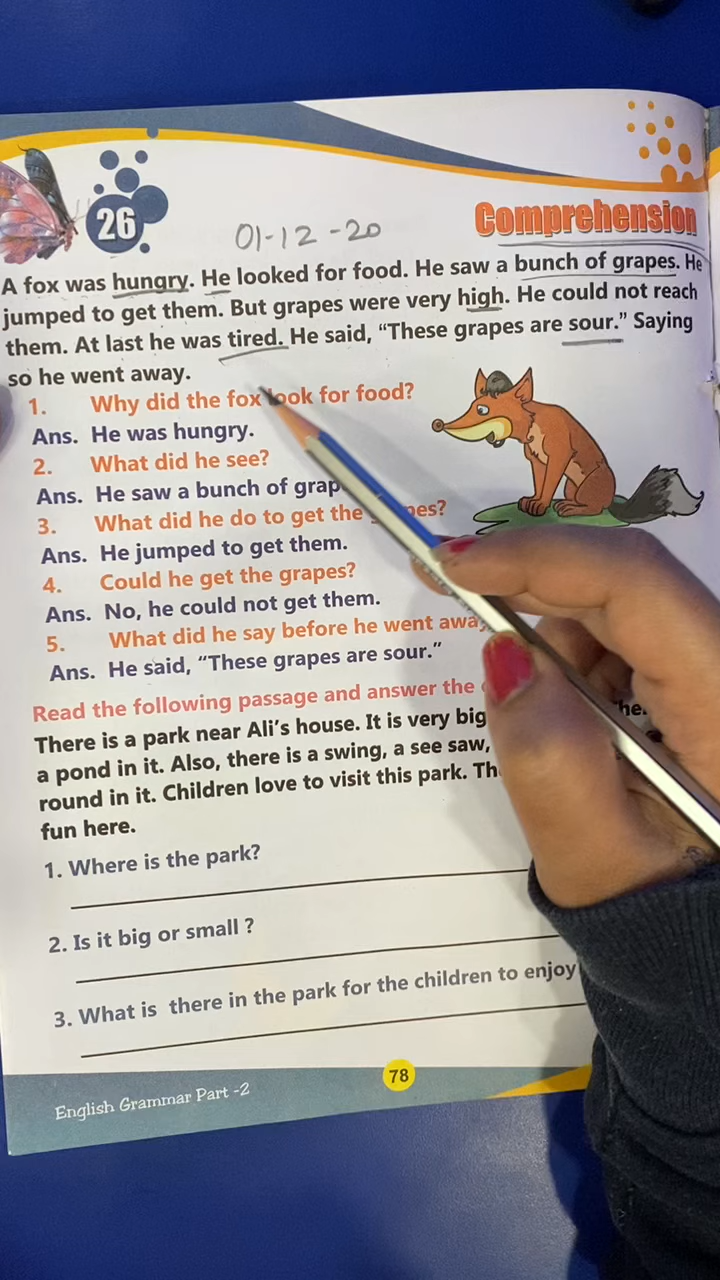 26
01-12-20
Comprehension
A fox was hungry. He looked for food. He saw a bunch of grapes. He
jumped to get them. But grapes were very high. He could not reach
them. At last he was tired. He said, “These grapes are sour.” Saying
so he went away.
1. Why did the fox look for food?
Ans. He was hungry.
2. What did he see?
Ans. He saw a bunch of grap
3. What did he do to get the grapes?
Ans. He jumped to get them.
4. Could he get the grapes?
Ans. No, he could not get them.
5. What did he say before he went away
Ans. He said, “These grapes are sour.”
Read the following passage and answer the
There is a park near Ali’s house. It is very big
a pond in it. Also, there is a swing, a see saw,
round in it. Children love to visit this park. Th
fun here.
1. Where is the park?
2. Is it big or small ?
3. What is there in the park for the children to enjoy
78
English Grammar Part -2